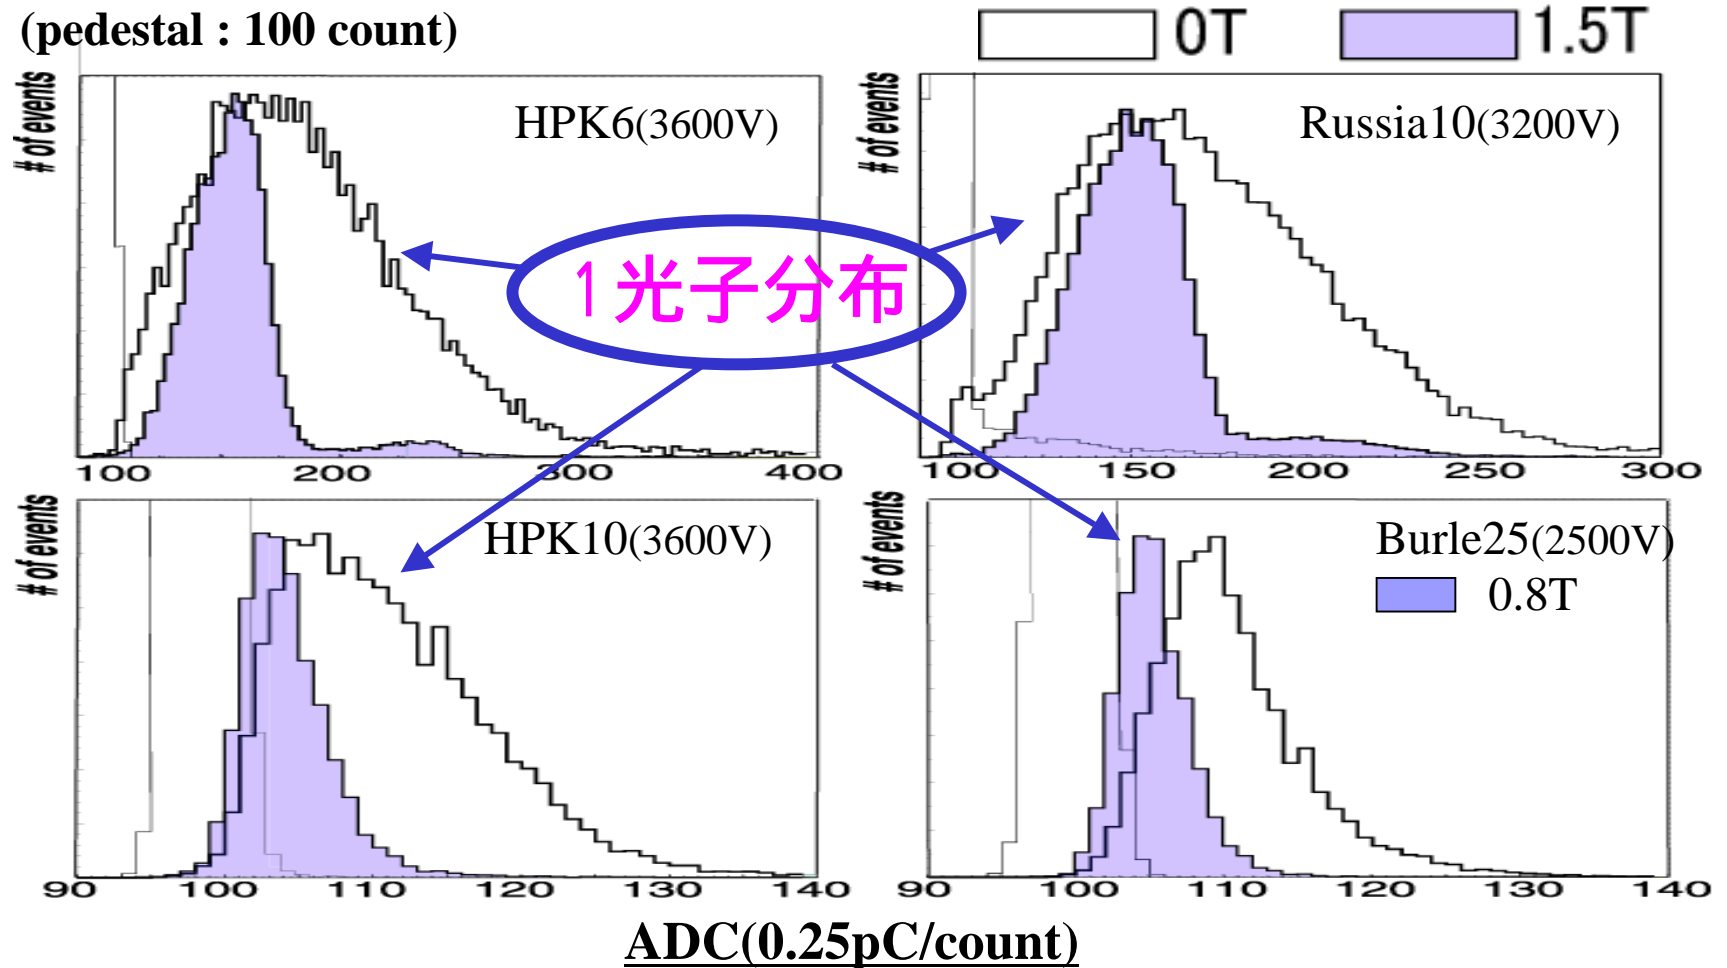 (pedestal : 100 count)
0T
1.5T
# of events
HPK6(3600V)
100 200 300 400
# of events
Russia10(3200V)
100 150 200 250 300
1光子分布
# of events
HPK10(3600V)
90 100 110 120 130 140
# of events
Burle25(2500V)
0.8T
90 100 110 120 130 140
ADC(0.25pC/count)